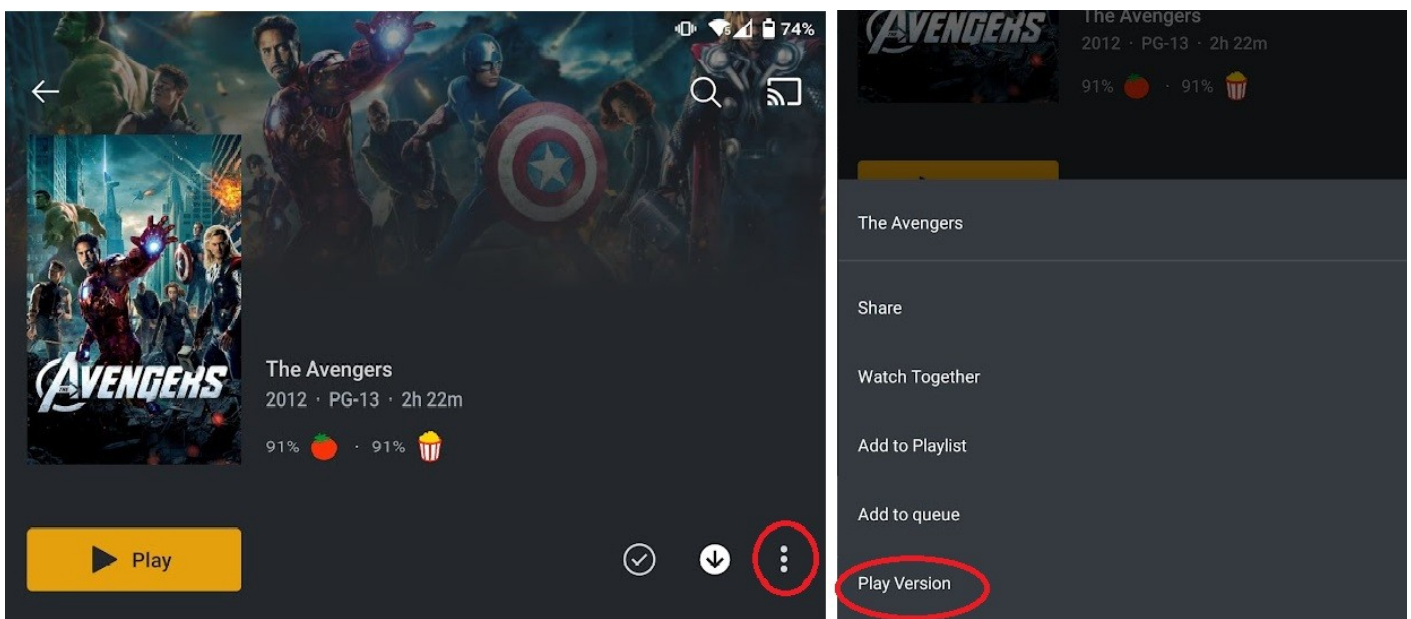 74%
THE AVENGERS
The Avengers
2012 · PG-13 · 2h 22m
91% · 91%
Play
AVENGERS
The Avengers
2012 · PG-13 · 2h 22m
91% · 91%
The Avengers
Share
Watch Together
Add to Playlist
Add to queue
Play Version